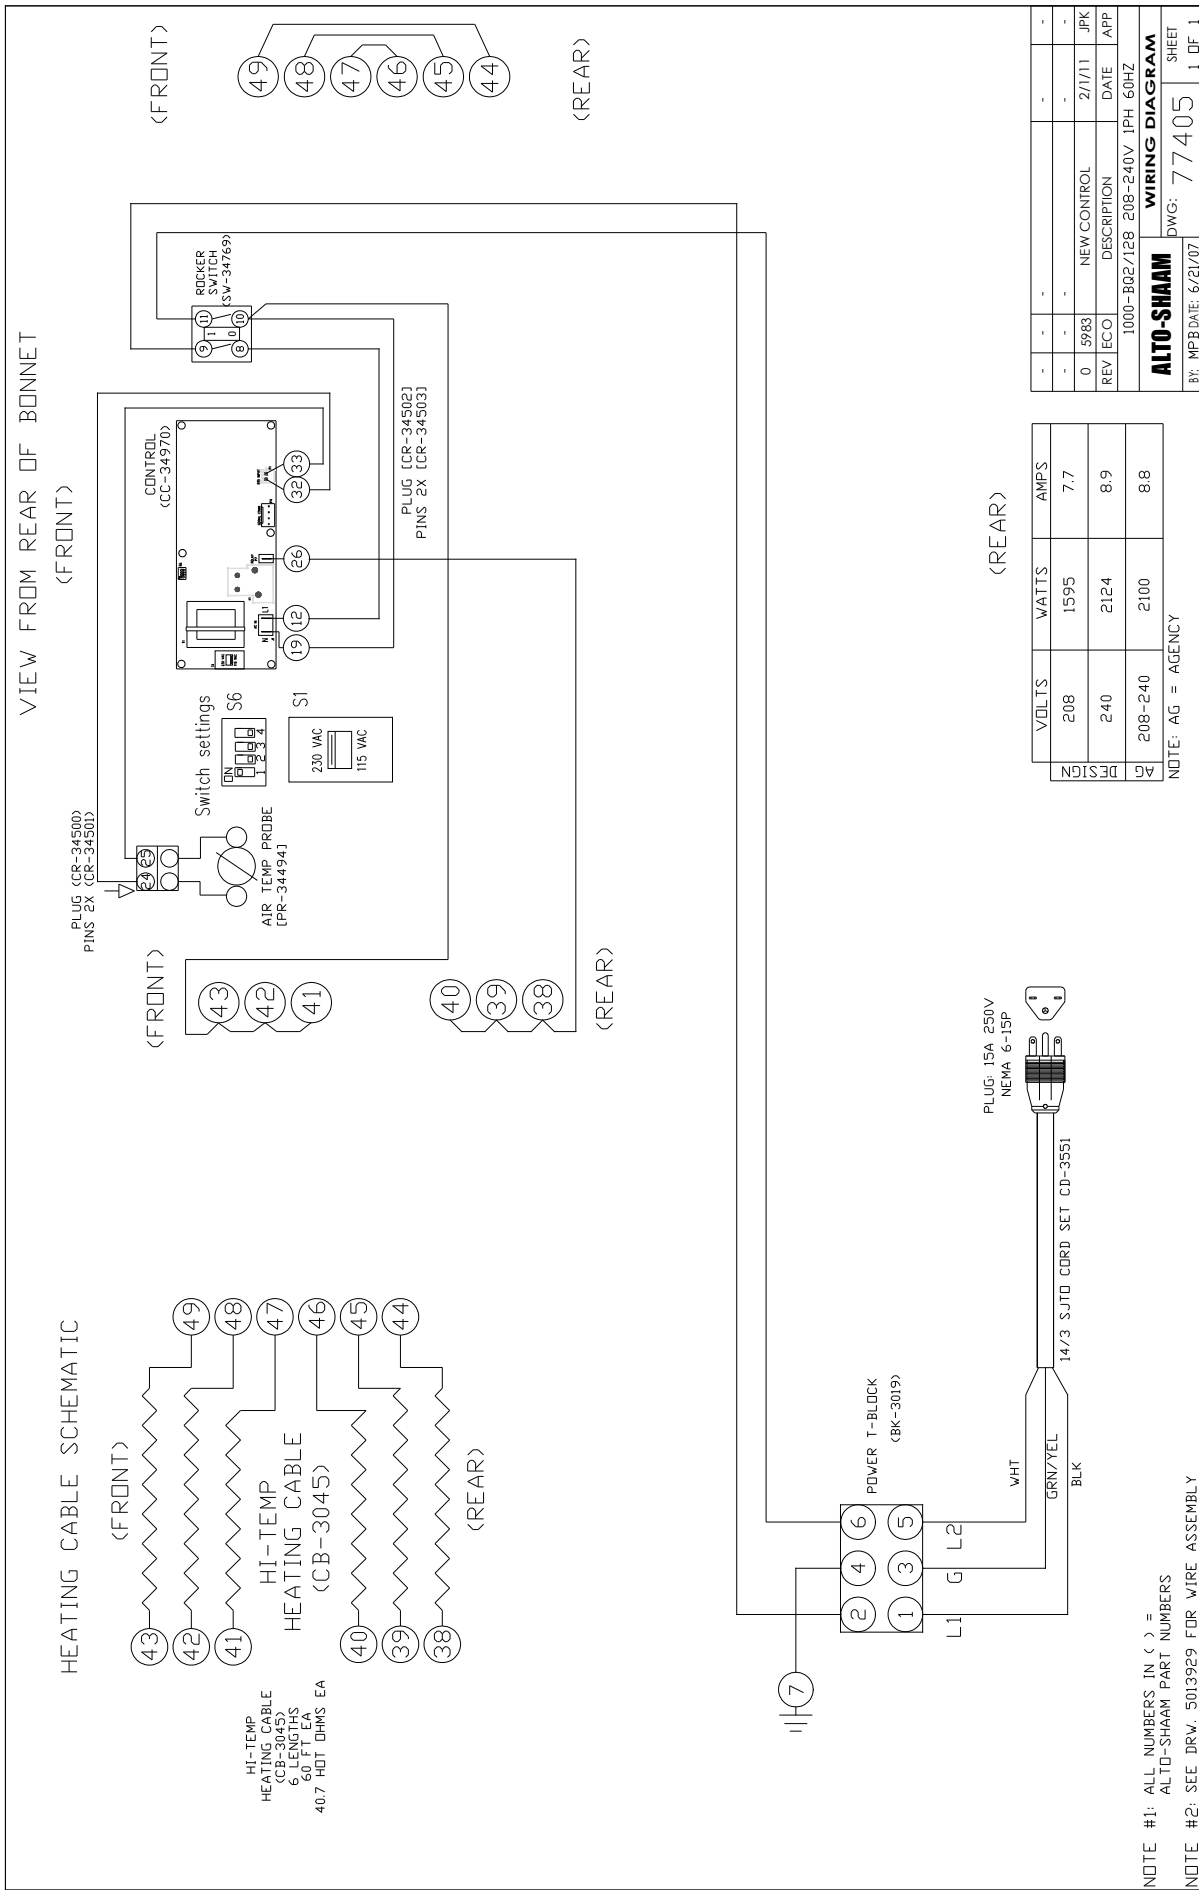 HEATING CABLE SCHEMATIC
(FRONT)
43
49
42
48
41
47
HI-TEMP
HEATING CABLE
(CB-3045)
40
46
39
45
38
44
(REAR)
HI-TEMP
HEATING CABLE
(CB-3045)
6 LENGTHS
60 FT EA
40.7 HOT OHMS EA
VIEW FROM REAR OF BONNET
(FRONT)
(FRONT)
43
42
41
40
39
38
(REAR)
PLUG (CR-34500)
PINS 2X (CR-34501)
24
25
AIR TEMP PROBE
[PR-34494]
Switch settings
S6
ON
1 2 3 4
S1
230 VAC
115 VAC
CONTROL
(CC-34970)
N
L1
19
12
26
32
33
PLUG [CR-34502]
PINS 2X [CR-34503]
ROCKER
SWITCH
(SW-34769)
9
11
1
0
8
10
(FRONT)
49
48
47
46
45
44
(REAR)
(REAR)
7
2
4
6
1
3
5
L1
G
L2
POWER T-BLOCK
(BK-3019)
WHT
GRN/YEL
BLK
14/3 SJTO CORD SET CD-3551
PLUG: 15A 250V
NEMA 6-15P
VOLTS WATTS AMPS
DESIGN
208 1595 7.7
240 2124 8.9
AG 208-240 2100 8.8
NOTE: AG = AGENCY
NOTE #1: ALL NUMBERS IN ( ) =
ALTO-SHAAM PART NUMBERS
NOTE #2: SEE DRW. 5013929 FOR WIRE ASSEMBLY
- - - - -
- - - - -
0 5983 NEW CONTROL 2/1/11 JPK
REV ECO DESCRIPTION DATE APP
1000-BQ2/128 208-240V 1PH 60HZ
ALTO-SHAAM
WIRING DIAGRAM
BY: MPB DATE: 6/21/07
DWG: 77405
SHEET
1 OF 1